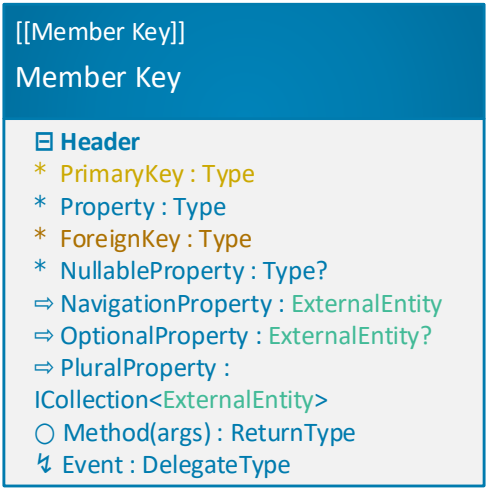 [[Member Key]]
Member Key
⊟ Header
* PrimaryKey : Type
* Property : Type
* ForeignKey : Type
* NullableProperty : Type?
⇨ NavigationProperty : ExternalEntity
⇨ OptionalProperty : ExternalEntity?
⇨ PluralProperty :
ICollection<ExternalEntity>
○ Method(args) : ReturnType
↯ Event : DelegateType